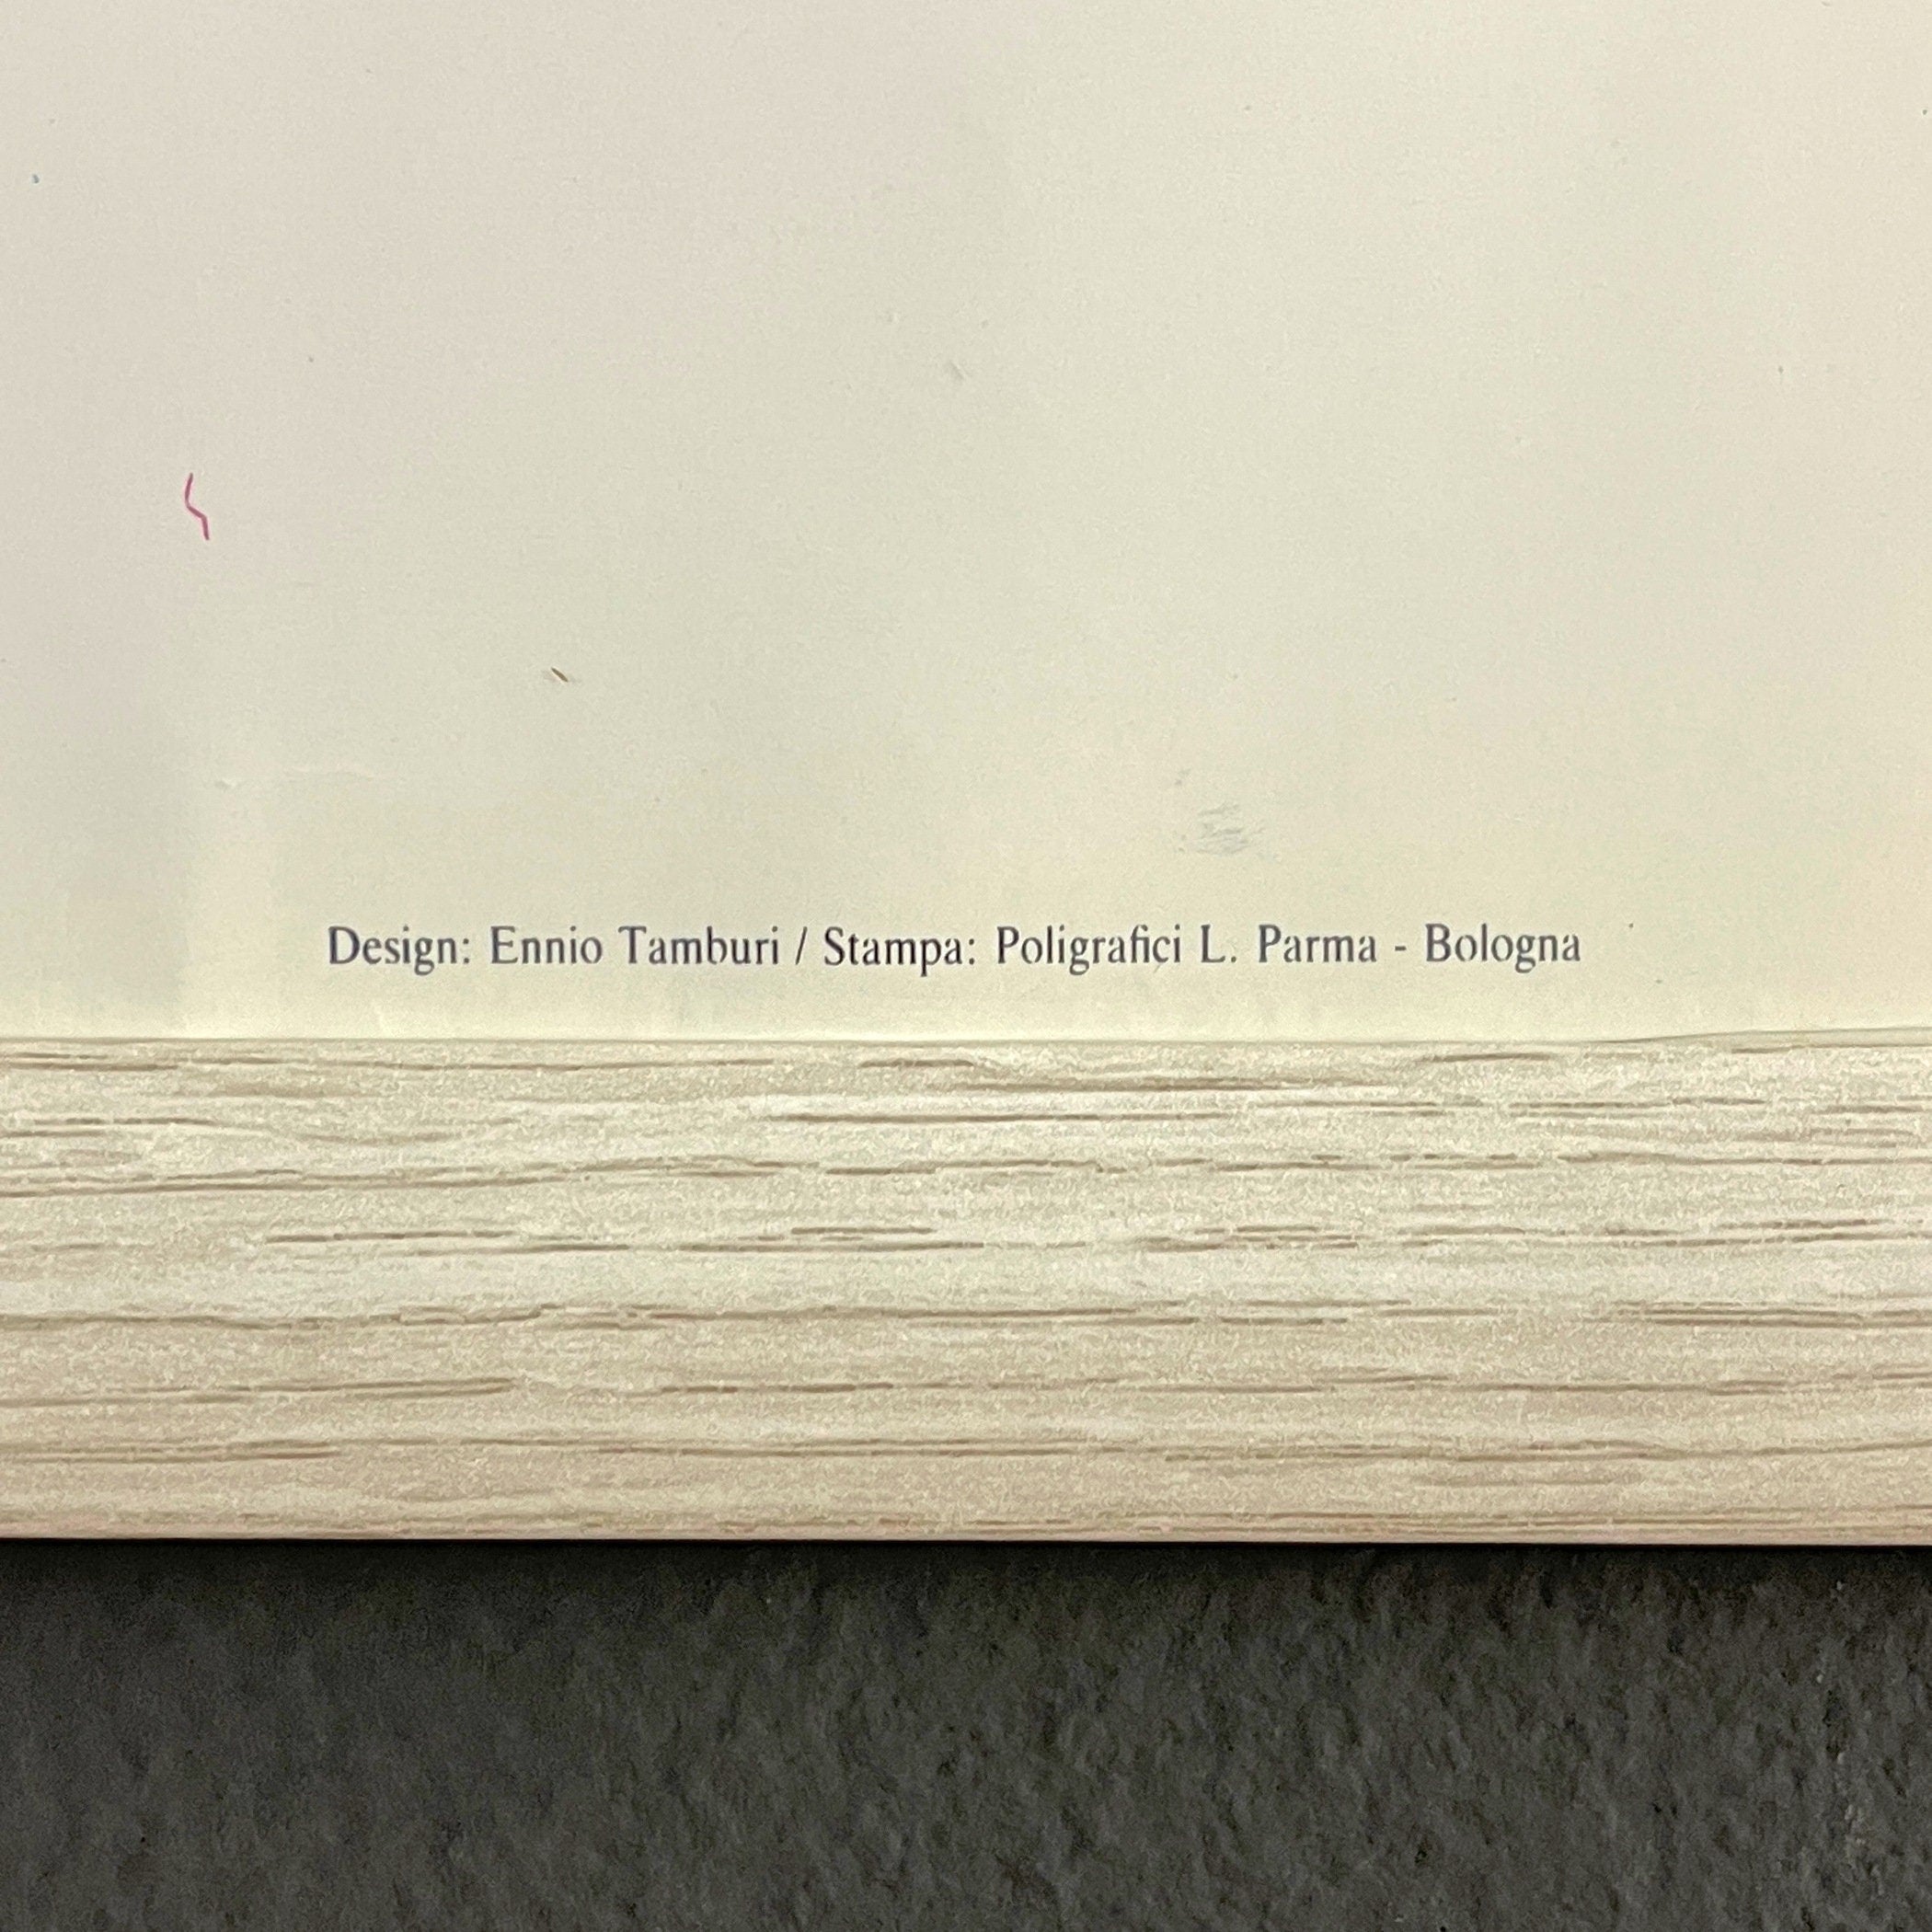 Design: Ennio Tamburi / Stampa: Poligrafici L. Parma - Bologna